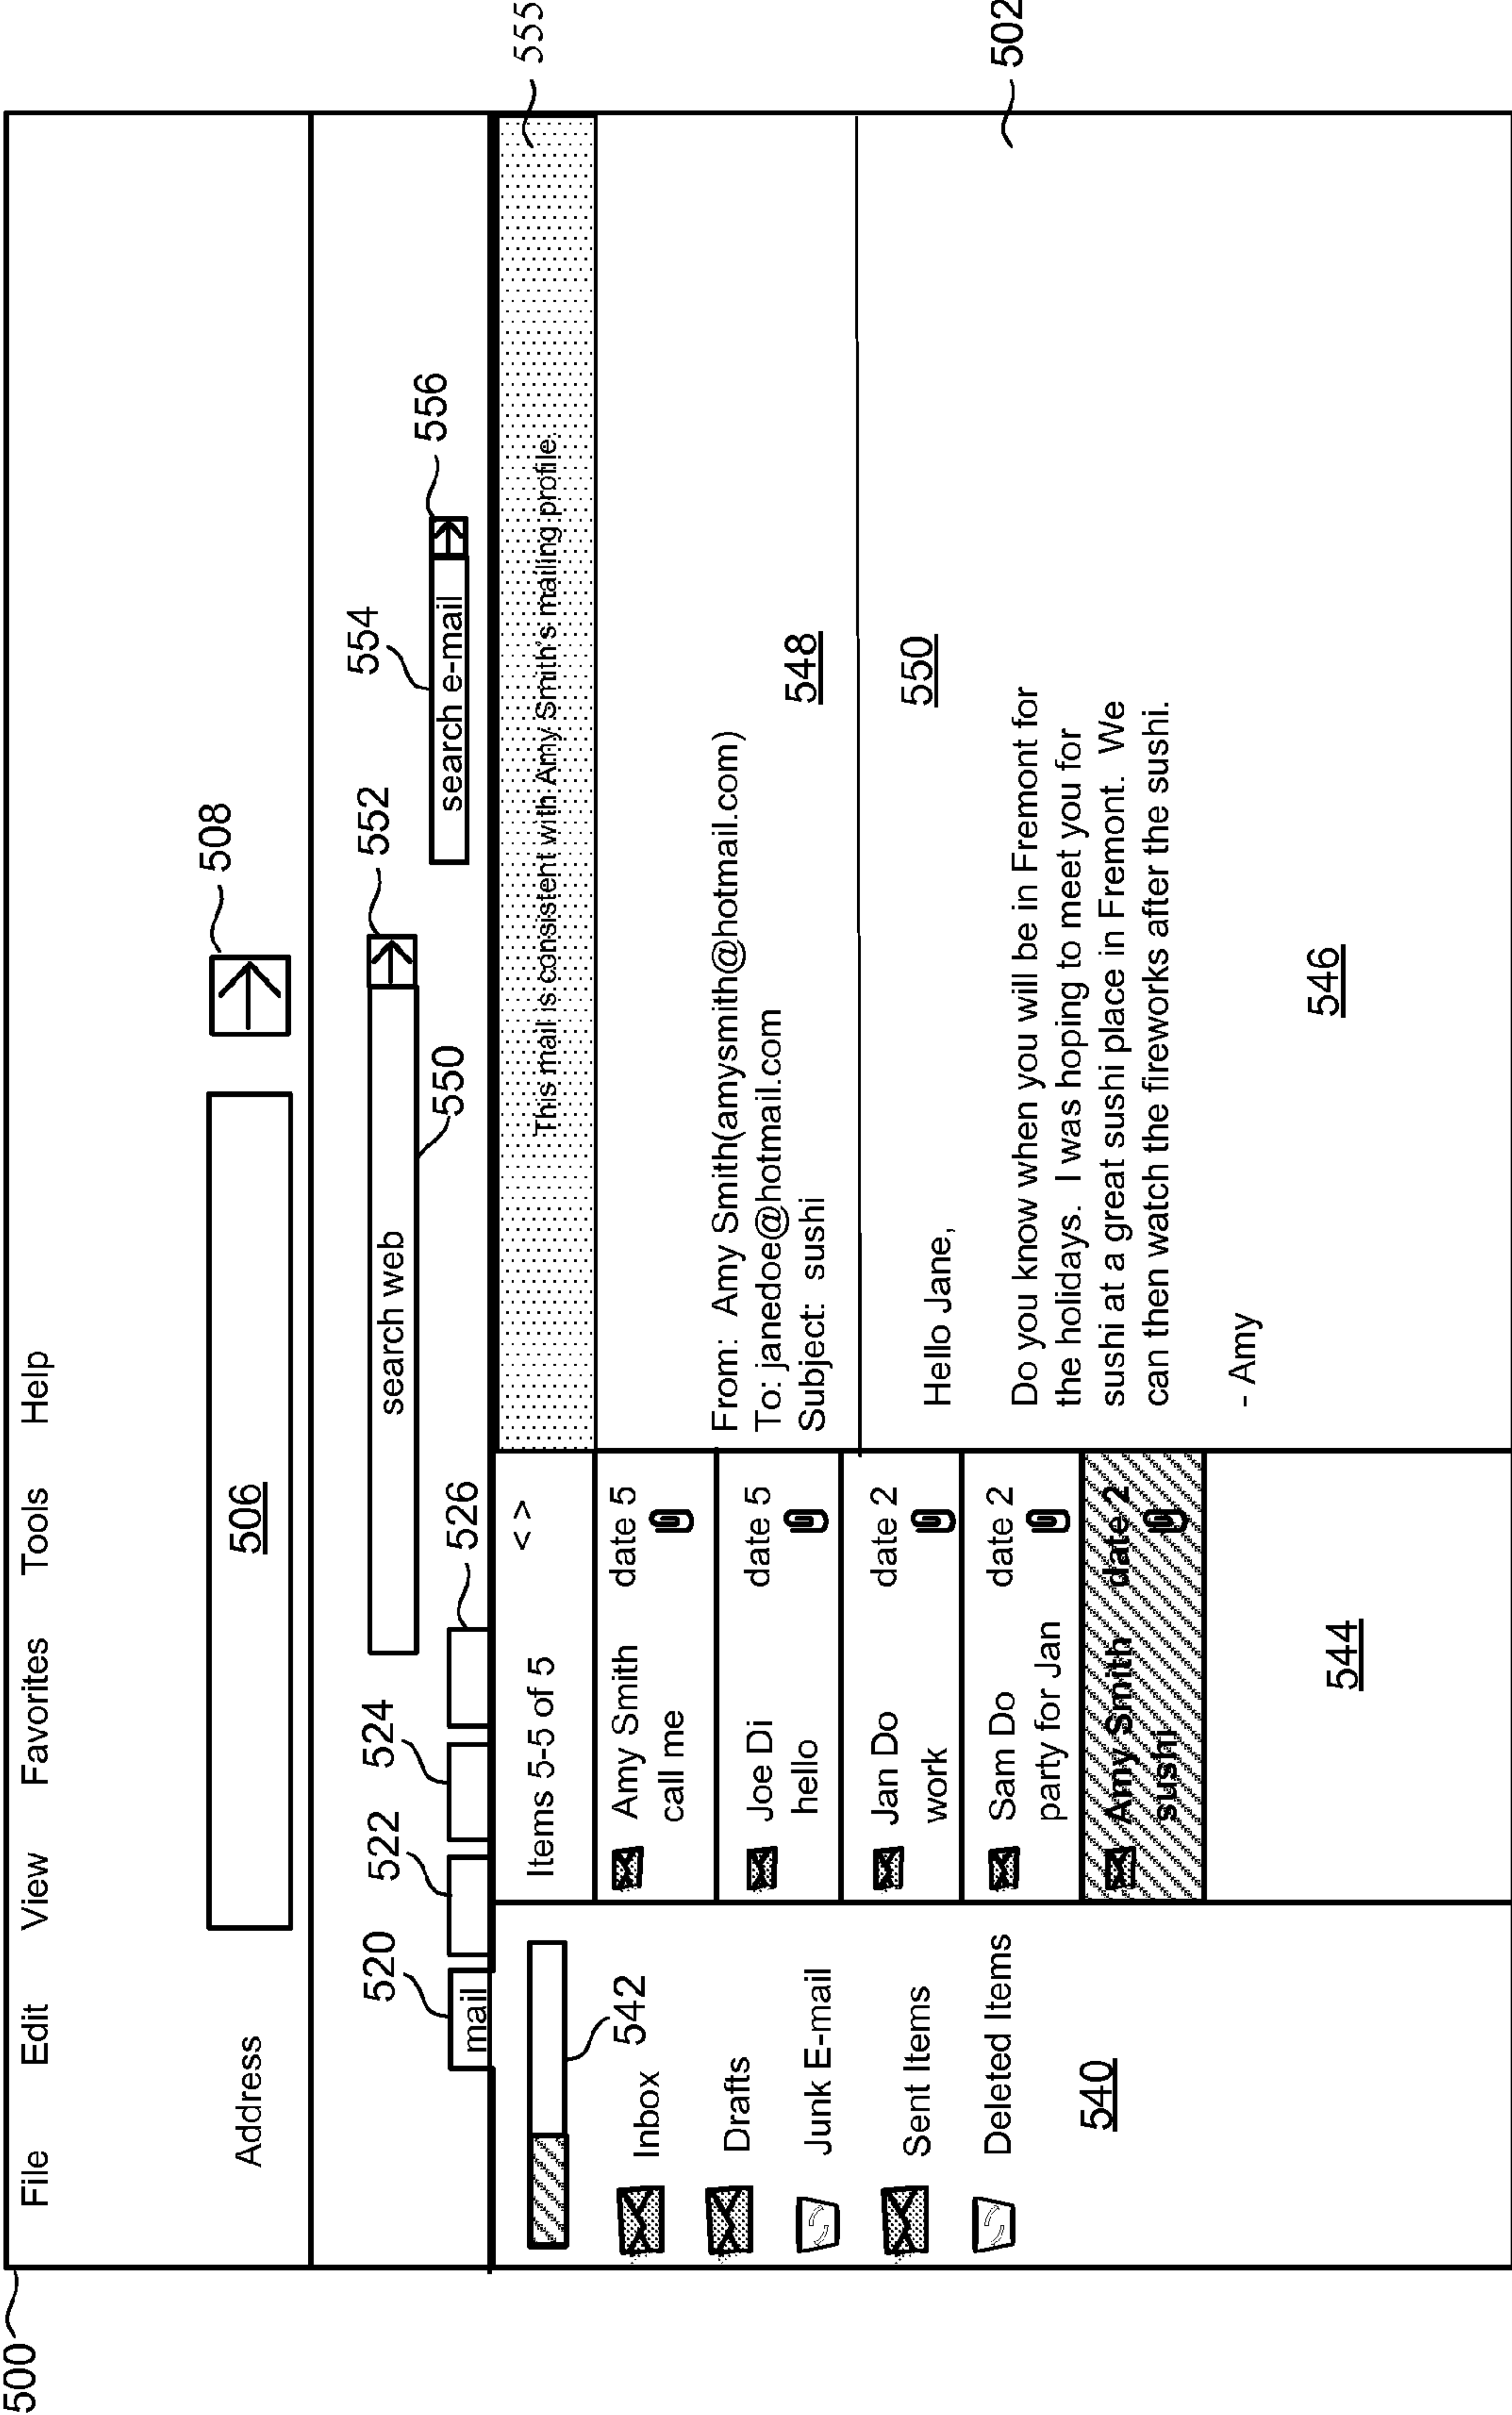 500
File Edit View Favorites Tools Help
508
Address 506
520 522 524 526
552
search web
550
554
556
search e-mail
mail
555
542
Items 5-5 of 5 < >
This mail is consistent with Amy Smith's mailing profile.
Inbox
Drafts
Junk E-mail
Sent Items
Deleted Items
540
Amy Smith date 5
call me
Joe Di date 5
hello
Jan Do date 2
work
Sam Do date 2
party for Jan
Amy Smith date 2
sushi
544
From: Amy Smith(amysmith@hotmail.com)
To: janedoe@hotmail.com
Subject: sushi
548
550
Hello Jane,
502
Do you know when you will be in Fremont for
the holidays. I was hoping to meet you for
sushi at a great sushi place in Fremont. We
can then watch the fireworks after the sushi.
- Amy
546